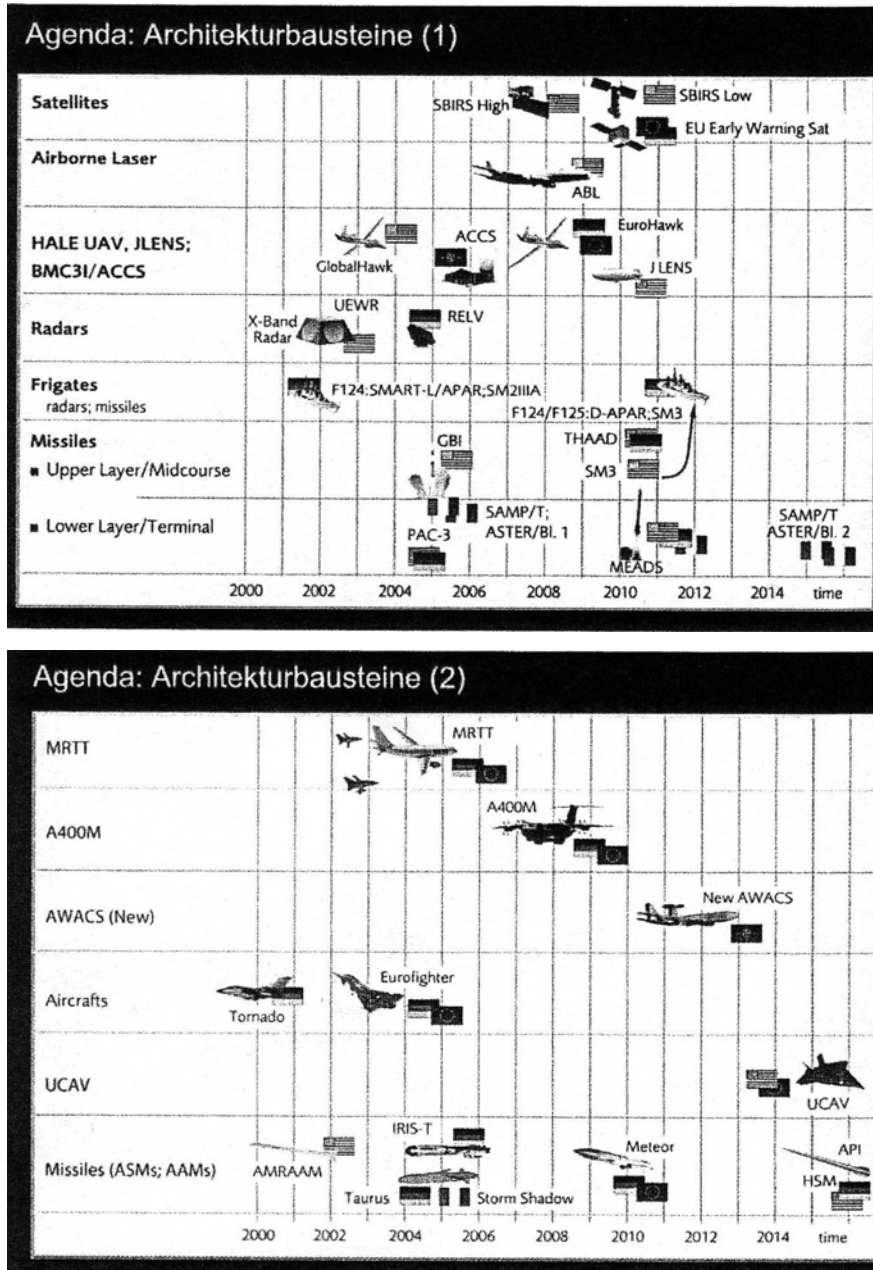 Agenda: Architekturbausteine (1)
Satellites
SBIRS High
SBIRS Low
EU Early Warning Sat
Airborne Laser
ABL
HALE UAV, JLENS;
BMC3I/ACCS
GlobalHawk
ACCS
EuroHawk
J LENS
Radars
X-Band
Radar
UEWR
RELV
Frigates
radars; missiles
F124:SMART-L/APAR;SM2IIIA
F124/F125:D-APAR;SM3
Missiles
▪ Upper Layer/Midcourse
GBI
THAAD
SM3
▪ Lower Layer/Terminal
PAC-3
SAMP/T;
ASTER/Bl. 1
MEADS
SAMP/T
ASTER/Bl. 2
2000 2002 2004 2006 2008 2010 2012 2014 time
Agenda: Architekturbausteine (2)
MRTT
MRTT
A400M
A400M
AWACS (New)
New AWACS
Aircrafts
Tornado
Eurofighter
UCAV
UCAV
Missiles (ASMs; AAMs)
AMRAAM
IRIS-T
Taurus
Storm Shadow
Meteor
API
HSM
2000 2002 2004 2006 2008 2010 2012 2014 time